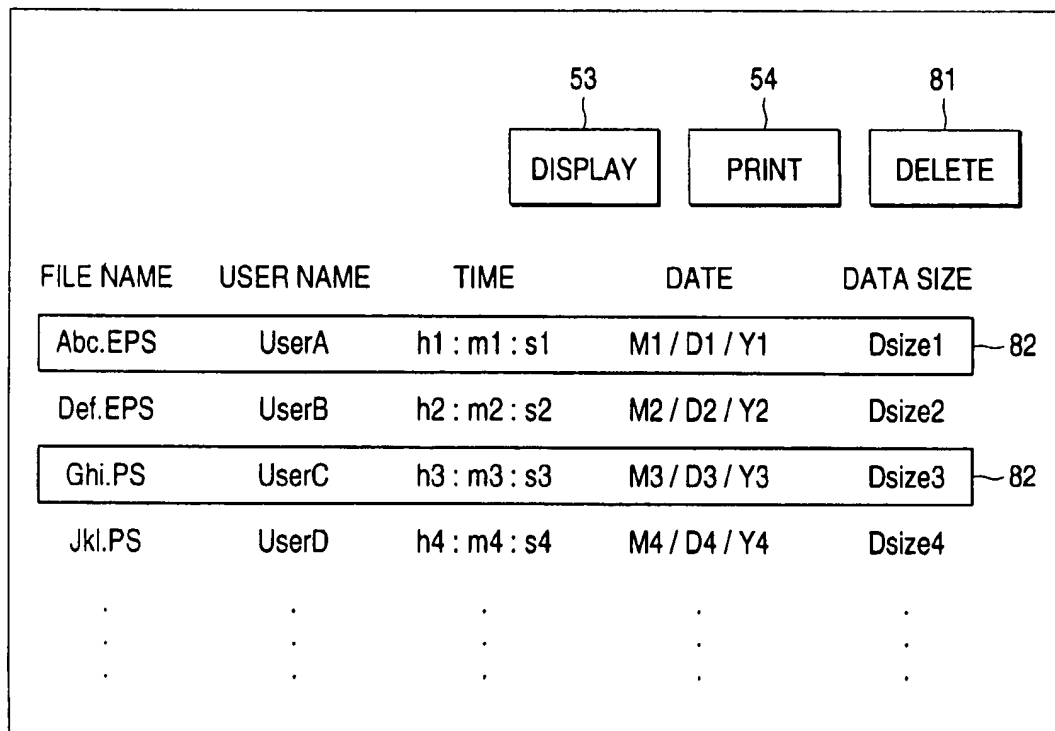 53 54 81
DISPLAY PRINT DELETE
FILE NAME USER NAME TIME DATE DATA SIZE
Abc.EPS UserA h1 : m1 : s1 M1 / D1 / Y1 Dsize1 82
Def.EPS UserB h2 : m2 : s2 M2 / D2 / Y2 Dsize2
Ghi.PS UserC h3 : m3 : s3 M3 / D3 / Y3 Dsize3 82
Jkl.PS UserD h4 : m4 : s4 M4 / D4 / Y4 Dsize4
. . . . .
. . . . .
. . . . .